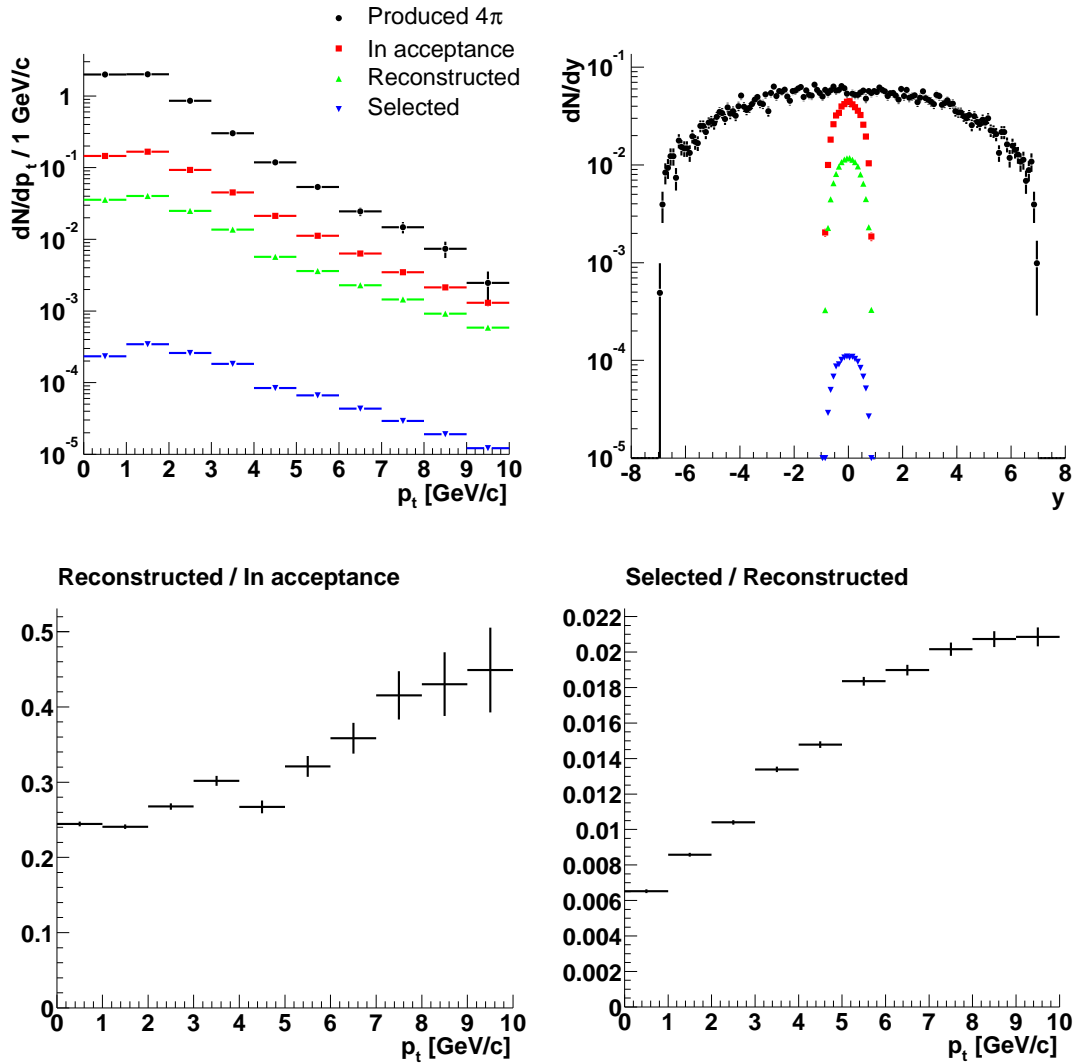 Produced 4π
In acceptance
Reconstructed
Selected
dN/dp_t / 1 GeV/c
1
10^-1
10^-2
10^-3
10^-4
10^-5
0 1 2 3 4 5 6 7 8 9 10
p_t [GeV/c]
dN/dy
10^-1
10^-2
10^-3
10^-4
10^-5
-8 -6 -4 -2 0 2 4 6 8
y
Reconstructed / In acceptance
0.5
0.4
0.3
0.2
0.1
0
0 1 2 3 4 5 6 7 8 9 10
p_t [GeV/c]
Selected / Reconstructed
0.022
0.02
0.018
0.016
0.014
0.012
0.01
0.008
0.006
0.004
0.002
0
0 1 2 3 4 5 6 7 8 9 10
p_t [GeV/c]